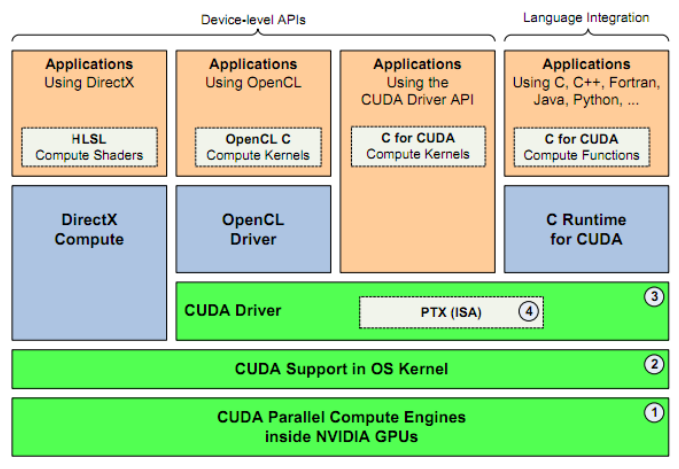 Device-level APIs
Language Integration
Applications
Using DirectX
HLSL
Compute Shaders
Applications
Using OpenCL
OpenCL C
Compute Kernels
Applications
Using the
CUDA Driver API
C for CUDA
Compute Kernels
Applications
Using C, C++, Fortran,
Java, Python, ...
C for CUDA
Compute Functions
DirectX
Compute
OpenCL
Driver
C Runtime
for CUDA
CUDA Driver
PTX (ISA)
4
3
CUDA Support in OS Kernel
2
CUDA Parallel Compute Engines
inside NVIDIA GPUs
1